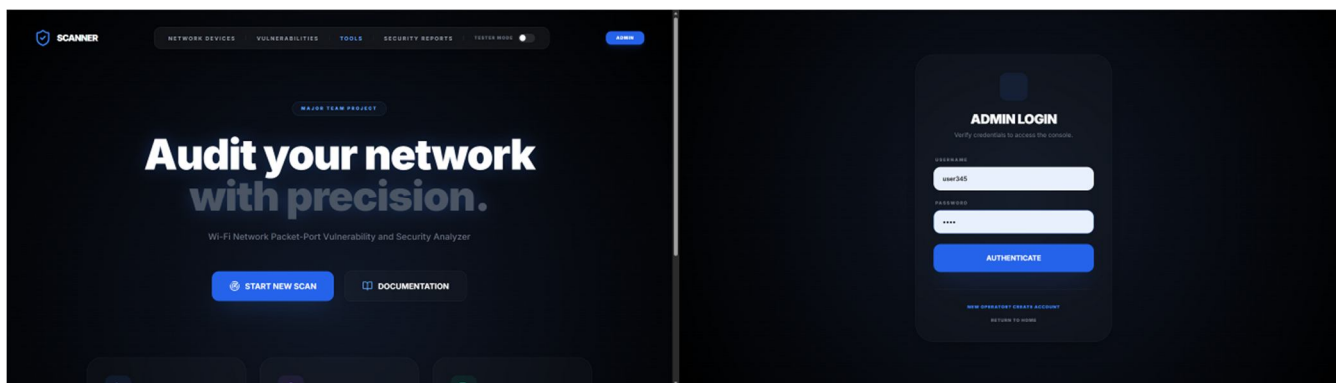 SCANNER
NETWORK DEVICES VULNERABILITIES TOOLS SECURITY REPORTS TESTER MODE
ADMIN
MAJOR TEAM PROJECT
Audit your network
with precision.
Wi-Fi Network Packet-Port Vulnerability and Security Analyzer
START NEW SCAN
DOCUMENTATION
ADMIN LOGIN
Verify credentials to access the console.
USERNAME
user345
PASSWORD
••••
AUTHENTICATE
NEW OPERATOR? CREATE ACCOUNT
RETURN TO HOME